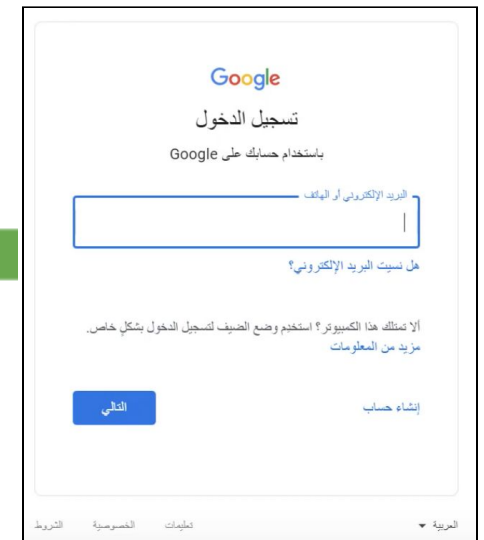 Google
تسجيل الدخول
باستخدام حسابك على Google
البريد الإلكتروني أو الهاتف
هل نسيت البريد الإلكتروني؟
ألا تمتلك هذا الكمبيوتر؟ استخدِم وضع الضيف لتسجيل الدخول بشكلٍ خاص.
مزيد من المعلومات
إنشاء حساب
التالي
العربية
تعليمات
الخصوصية
الشروط